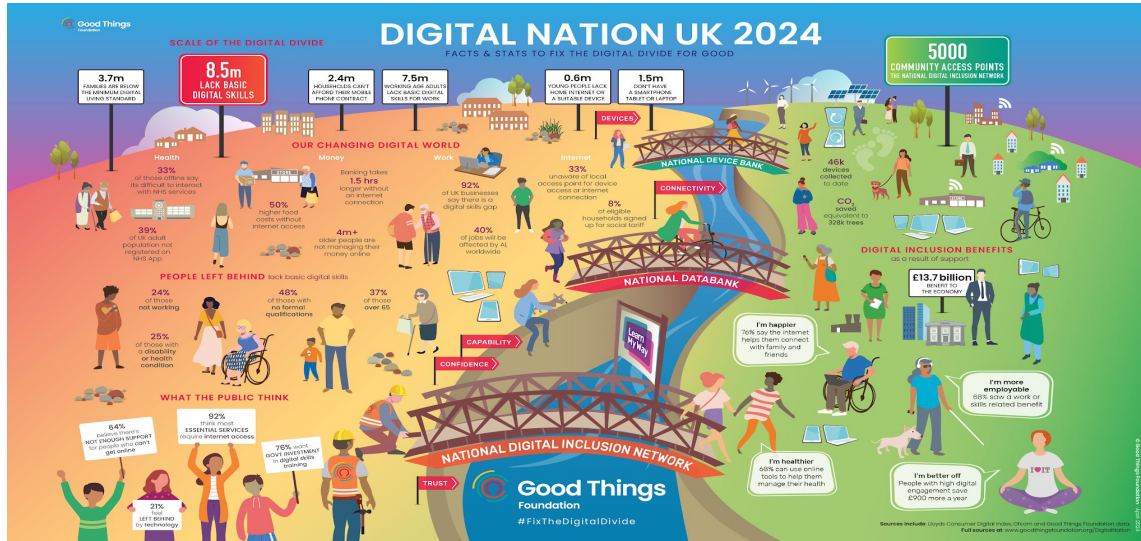 Good Things
Foundation
DIGITAL NATION UK 2024
FACTS & STATS TO FIX THE DIGITAL DIVIDE FOR GOOD
SCALE OF THE DIGITAL DIVIDE
3.7m
FAMILIES ARE BELOW
THE MINIMUM DIGITAL
LIVING STANDARD
8.5m
LACK BASIC
DIGITAL SKILLS
2.4m
HOUSEHOLDS CAN'T
AFFORD THEIR MOBILE
PHONE CONTRACT
7.5m
WORKING AGE ADULTS
LACK BASIC DIGITAL
SKILLS FOR WORK
0.6m
YOUNG PEOPLE LACK
HOME INTERNET OR
A SUITABLE DEVICE
1.5m
DON'T HAVE
A SMARTPHONE
TABLET OR LAPTOP
5000
COMMUNITY ACCESS POINTS
THE NATIONAL DIGITAL INCLUSION NETWORK
OUR CHANGING DIGITAL WORLD
Health
33%
of those offline say
its difficult to interact
with NHS services
39%
of UK adult
population not
registered on
NHS App
Money
Banking takes
1.5 hrs
longer without
an internet
connection
50%
higher food
costs without
internet access
4m+
older people are
not managing their
money online
Work
92%
of UK businesses
say there is a
digital skills gap
40%
of jobs will be
affected by AI,
worldwide
Internet
33%
unaware of local
access point for device
access or internet
connection
8%
of eligible
households signed
up for social tariff
DEVICES
NATIONAL DEVICE BANK
CONNECTIVITY
NATIONAL DATABANK
CAPABILITY
CONFIDENCE
Learn
My Way
NATIONAL DIGITAL INCLUSION NETWORK
TRUST
46k
devices
collected
to date
CO₂
saved
equivalent to
328k trees
DIGITAL INCLUSION BENEFITS
as a result of support
£13.7 billion
BENEFIT TO
THE ECONOMY
I'm happier
76% say the internet
helps them connect
with family and
friends
I'm more
employable
68% saw a work or
skills related benefit
I'm healthier
68% can use online
tools to help them
manage their health
I'm better off
People with high digital
engagement save
£900 more a year
I IT
PEOPLE LEFT BEHIND lack basic digital skills
24%
of those
not working
48%
of those with
no formal
qualifications
37%
of those
over 65
25%
of those with
a disability
or health
condition
WHAT THE PUBLIC THINK
64%
believe there's
NOT ENOUGH SUPPORT
for people who can't
get online
92%
think most
ESSENTIAL SERVICES
require internet access
76% want
GOVT INVESTMENT
in digital skills
training
21%
feel
LEFT BEHIND
by technology
Good Things
Foundation
#FixTheDigitalDivide
Sources include: Lloyds Consumer Digital Index, Ofcom and Good Things Foundation data.
Full sources at: www.goodthingsfoundation.org/DigitalNation
© Good Things Foundation April 2024